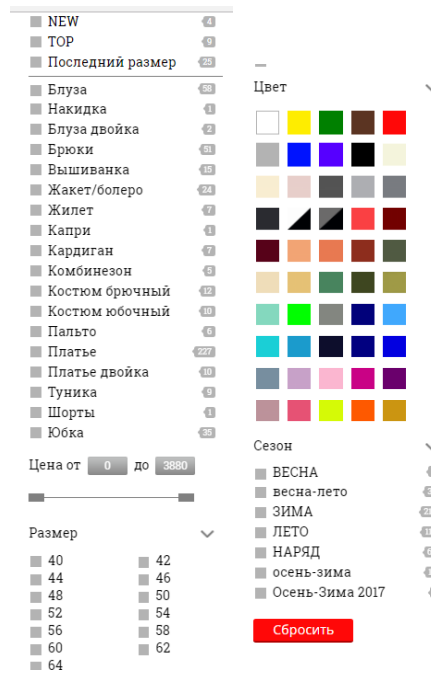 NEW 4
TOP 9
Последний размер 25
Блуза 58
Накидка 1
Блуза двойка 2
Брюки 51
Вышиванка 15
Жакет/болеро 24
Жилет 7
Капри 1
Кардиган 7
Комбинезон 5
Костюм брючный 12
Костюм юбочный 10
Пальто 6
Платье 227
Платье двойка 10
Туника 9
Шорты 1
Юбка 35
Цена от 0 до 3880
Размер
40 42
44 46
48 50
52 54
56 58
60 62
64
Цвет
Сезон
ВЕСНА
весна-лето
ЗИМА
ЛЕТО
НАРЯД
осень-зима
Осень-Зима 2017
Сбросить